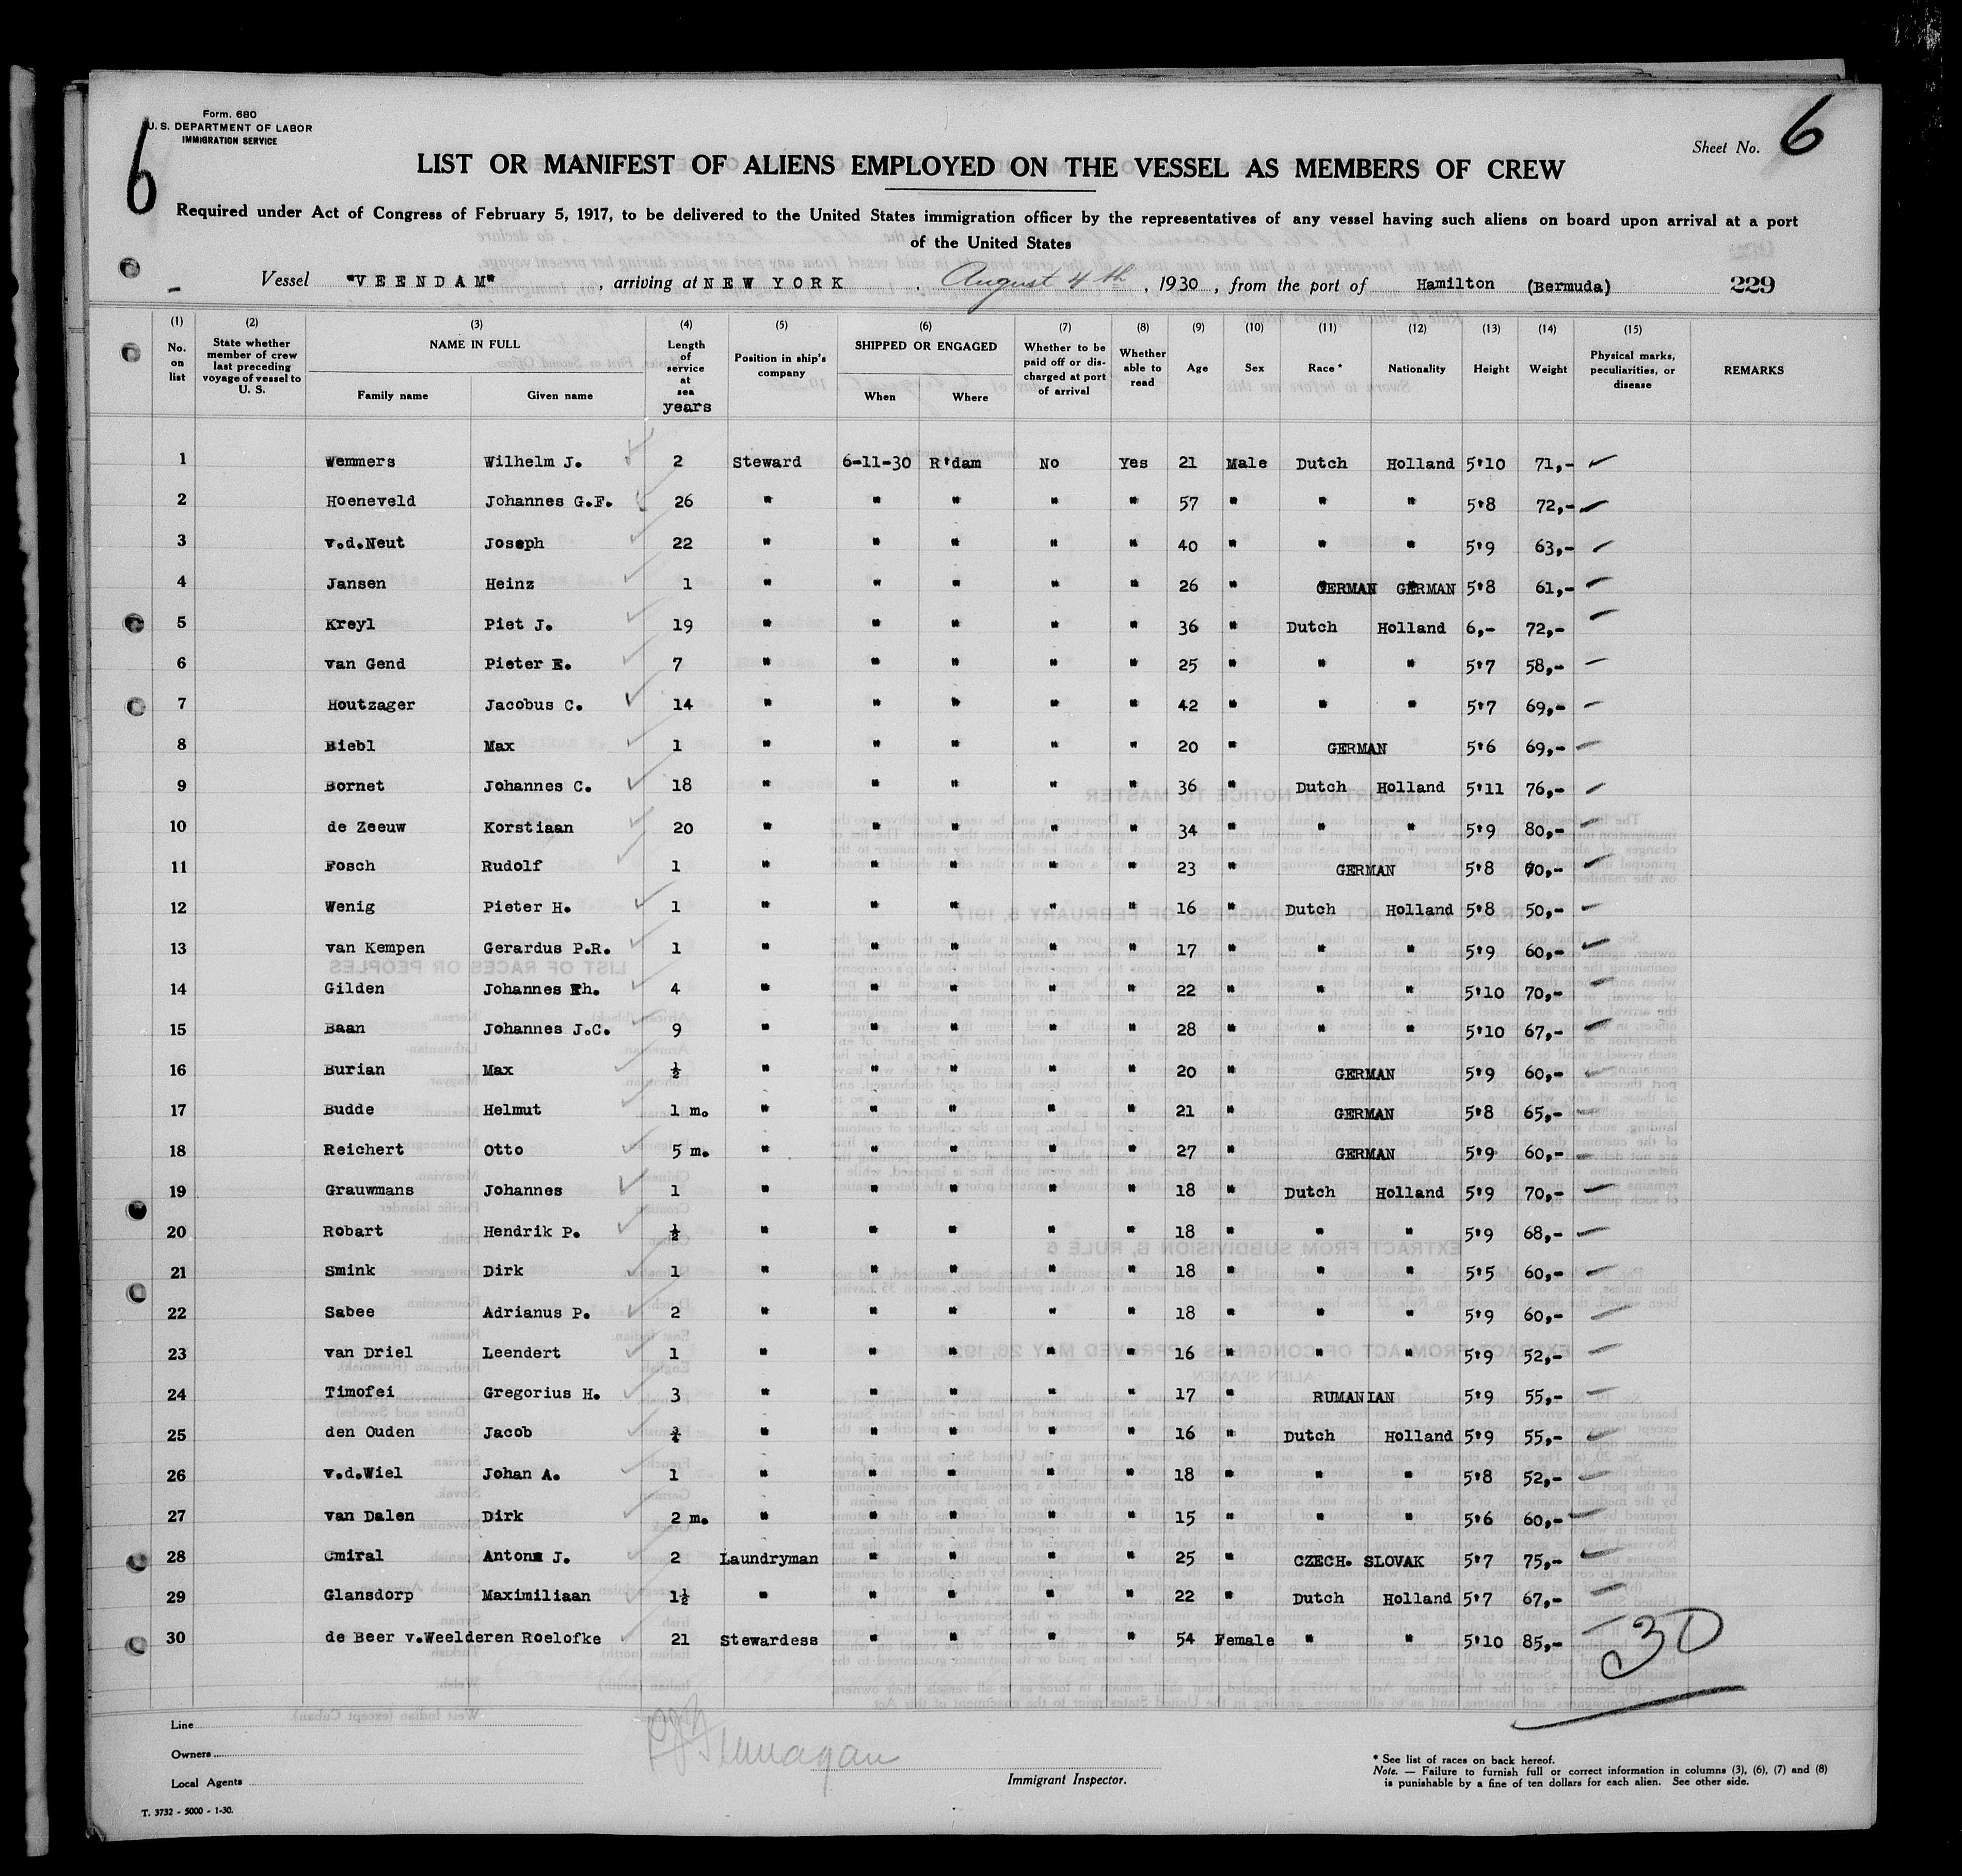 Form. 680
U. S. DEPARTMENT OF LABOR
IMMIGRATION SERVICE
6
Sheet No. 6
LIST OR MANIFEST OF ALIENS EMPLOYED ON THE VESSEL AS MEMBERS OF CREW
Required under Act of Congress of February 5, 1917, to be delivered to the United States immigration officer by the representatives of any vessel having such aliens on board upon arrival at a port
of the United States
Vessel "VEENDAM", arriving at NEW YORK. August 4th, 1930, from the port of Hamilton (Bermuda) 229
(1) No. on list (2) State whether member of crew last preceding voyage of vessel to U. S. (3) NAME IN FULL Family name Given name (4) Length of service at sea years (5) Position in ship's company (6) SHIPPED OR ENGAGED When Where (7) Whether to be paid off or discharged at port of arrival (8) Whether able to read (9) Age (10) Sex (11) Race * (12) Nationality (13) Height (14) Weight (15) Physical marks, peculiarities, or disease REMARKS
1 Wemmers Wilhelm J. 2 Steward 6-11-30 R'dam No Yes 21 Male Dutch Holland 5'10 71,-
2 Hoeneveld Johannes G.F. 26 " " " " " 57 " " " 5'8 72,-
3 v.d.Neut Joseph 22 " " " " " 40 " " " 5'9 63,-
4 Jansen Heinz 1 " " " " " 26 " GERMAN GERMAN 5'8 61,-
5 Kreyl Piet J. 19 " " " " " 36 " Dutch Holland 6,- 72,-
6 van Gend Pieter E. 7 " " " " " 25 " " " 5'7 58,-
7 Houtzager Jacobus C. 14 " " " " " 42 " " " 5'7 69,-
8 Biebl Max 1 " " " " " 20 " GERMAN 5'6 69,-
9 Bornet Johannes C. 18 " " " " " 36 " Dutch Holland 5'11 76,-
10 de Zeeuw Korstiaan 20 " " " " " 34 " " " 5'9 80,-
11 Fosch Rudolf 1 " " " " " 23 " GERMAN 5'8 70,-
12 Wenig Pieter H. 1 " " " " " 16 " Dutch Holland 5'8 50,-
13 van Kempen Gerardus P.R. 1 " " " " " 17 " " " 5'9 60,-
14 Gilden Johannes Th. 4 " " " " " 22 " " " 5'10 70,-
15 Baan Johannes J.C. 9 " " " " " 28 " " " 5'10 67,-
16 Burian Max ½ " " " " " 20 " GERMAN 5'9 60,-
17 Budde Helmut 1 m. " " " " " 21 " GERMAN 5'8 65,-
18 Reichert Otto 5 m. " " " " " 27 " GERMAN 5'9 60,-
19 Grauwmans Johannes 1 " " " " " 18 " Dutch Holland 5'9 70,-
20 Robart Hendrik P. ½ " " " " " 18 " " " 5'9 68,-
21 Smink Dirk 1 " " " " " 18 " " " 5'5 60,-
22 Sabee Adrianus P. 2 " " " " " 18 " " " 5'9 60,-
23 van Driel Leendert 1 " " " " " 16 " " " 5'9 52,-
24 Timofei Gregorius H. 3 " " " " " 17 " RUMANIAN 5'9 55,-
25 den Ouden Jacob ¾ " " " " " 16 " Dutch Holland 5'9 55,-
26 v.d.Wiel Johan A. 1 " " " " " 18 " " " 5'8 52,-
27 van Dalen Dirk 2 m. " " " " " 15 " " " 5'6 60,-
28 Cmiral Anton J. 2 Laundryman " " " " 25 " CZECH. SLOVAK 5'7 75,-
29 Glansdorp Maximiliaan 1½ " " " " " 22 " Dutch Holland 5'7 67,-
30 de Beer v.Weelderen Roelofke 21 Stewardess " " " " 54 Female " " 5'10 85,-
30
Line
Owners
Local Agents
Immigrant Inspector.
* See list of races on back hereof.
Note. — Failure to furnish full or correct information in columns (3), (6), (7) and (8)
is punishable by a fine of ten dollars for each alien. See other side.
T. 3732 - 5000 - 1-30.